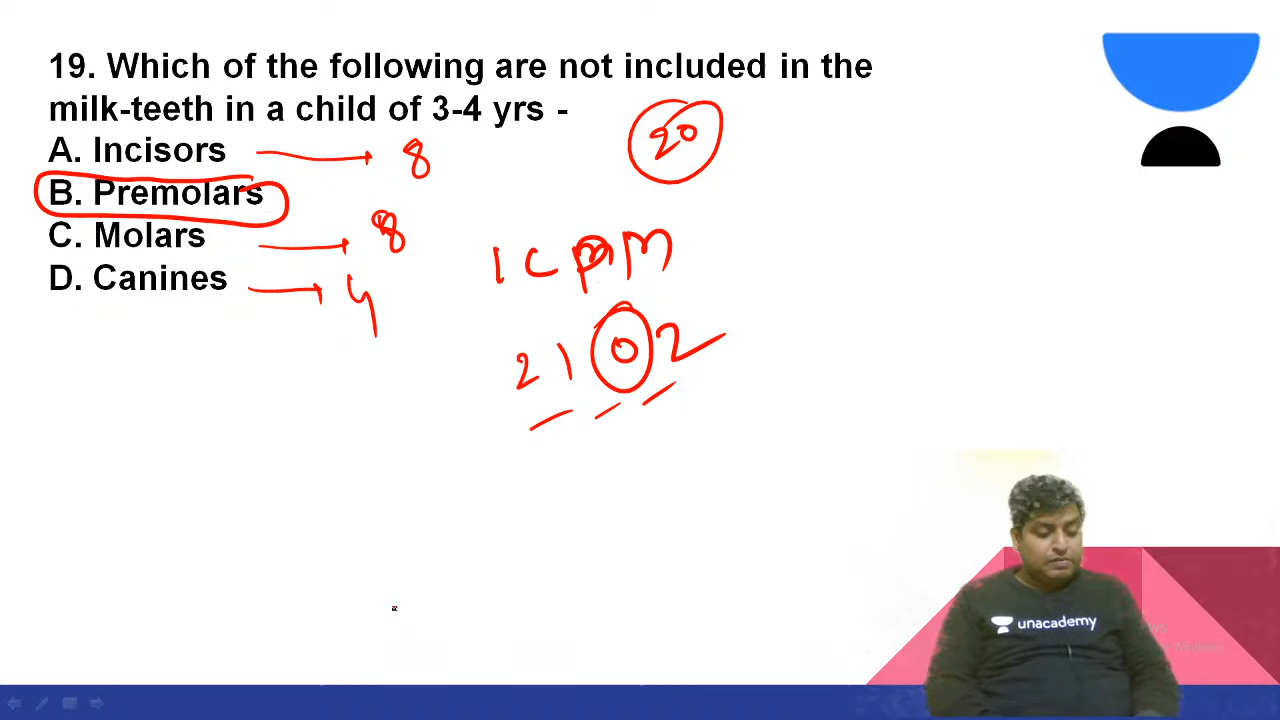 19. Which of the following are not included in the
milk-teeth in a child of 3-4 yrs -
20
A. Incisors → 8
B. Premolars
C. Molars → 8
D. Canines → 4
I C PM M
2 1 0 2
unacademy